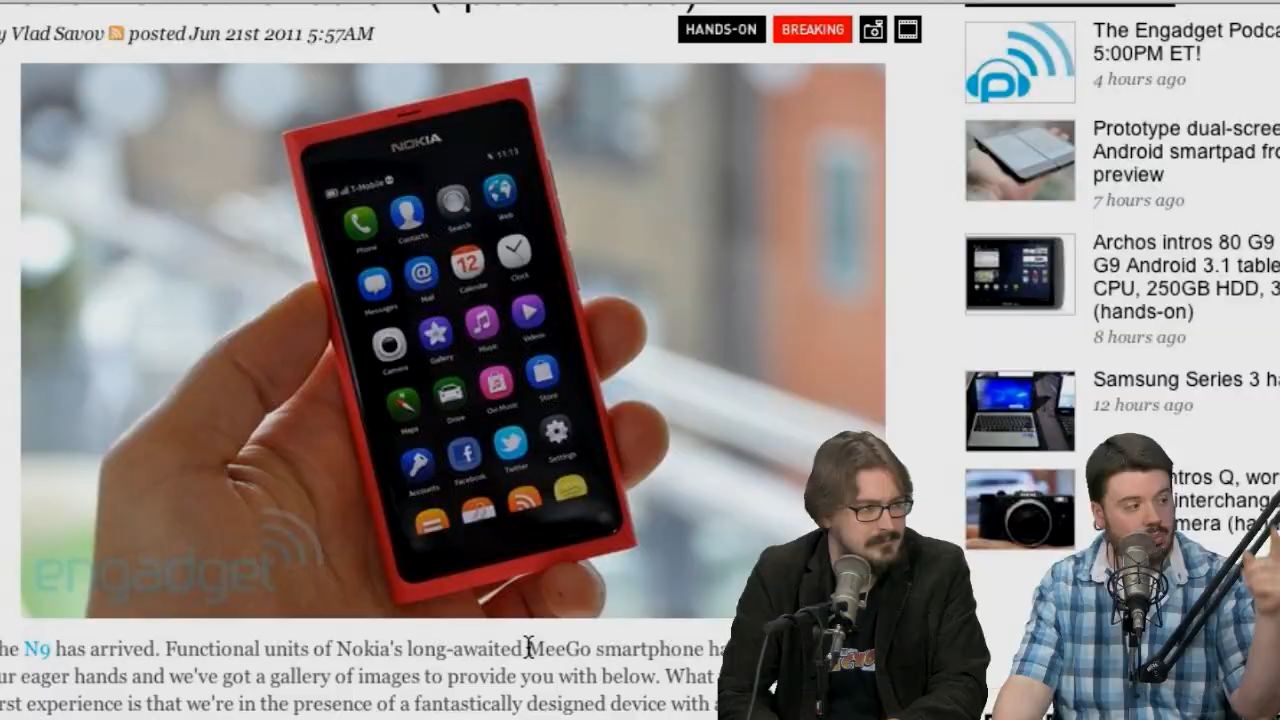 y Vlad Savov posted Jun 21st 2011 5:57AM
HANDS-ON
BREAKING
NOKIA
11:13
T-Mobile
Phone
Contacts
Search
Web
Messages
Mail
12
Calendar
Clock
Camera
Gallery
Music
Videos
Maps
Drive
Ovi Music
Store
Accounts
Facebook
Twitter
Settings
engadget
he N9 has arrived. Functional units of Nokia's long-awaited MeeGo smartphone ha
ur eager hands and we've got a gallery of images to provide you with below. What
rst experience is that we're in the presence of a fantastically designed device with a
The Engadget Podca
5:00PM ET!
4 hours ago
Prototype dual-scree
Android smartpad fro
preview
7 hours ago
Archos intros 80 G9
G9 Android 3.1 table
CPU, 250GB HDD, 3
(hands-on)
8 hours ago
Samsung Series 3 ha
12 hours ago
ntros Q, wor
interchang
mera (ha